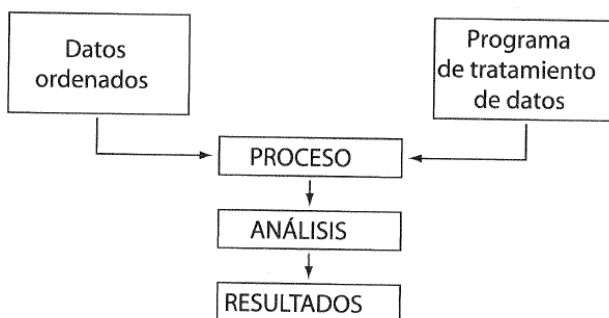 Datos
ordenados
Programa
de tratamiento
de datos
PROCESO
ANÁLISIS
RESULTADOS